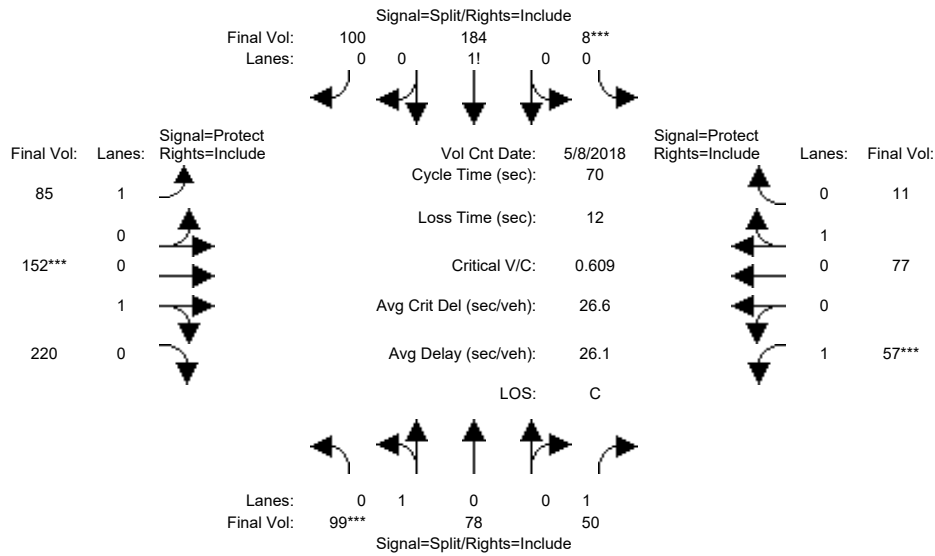 Signal=Split/Rights=Include
Final Vol: 100 184 8***
Lanes: 0 0 1! 0 0
Signal=Protect Signal=Protect
Final Vol: Lanes: Rights=Include Vol Cnt Date: 5/8/2018 Rights=Include Lanes: Final Vol:
Cycle Time (sec): 70
85 1 0 11
Loss Time (sec): 12
0 1
152*** 0 Critical V/C: 0.609 0 77
1 Avg Crit Del (sec/veh): 26.6 0
220 0 Avg Delay (sec/veh): 26.1 1 57***
LOS: C
Lanes: 0 1 0 0 1
Final Vol: 99*** 78 50
Signal=Split/Rights=Include